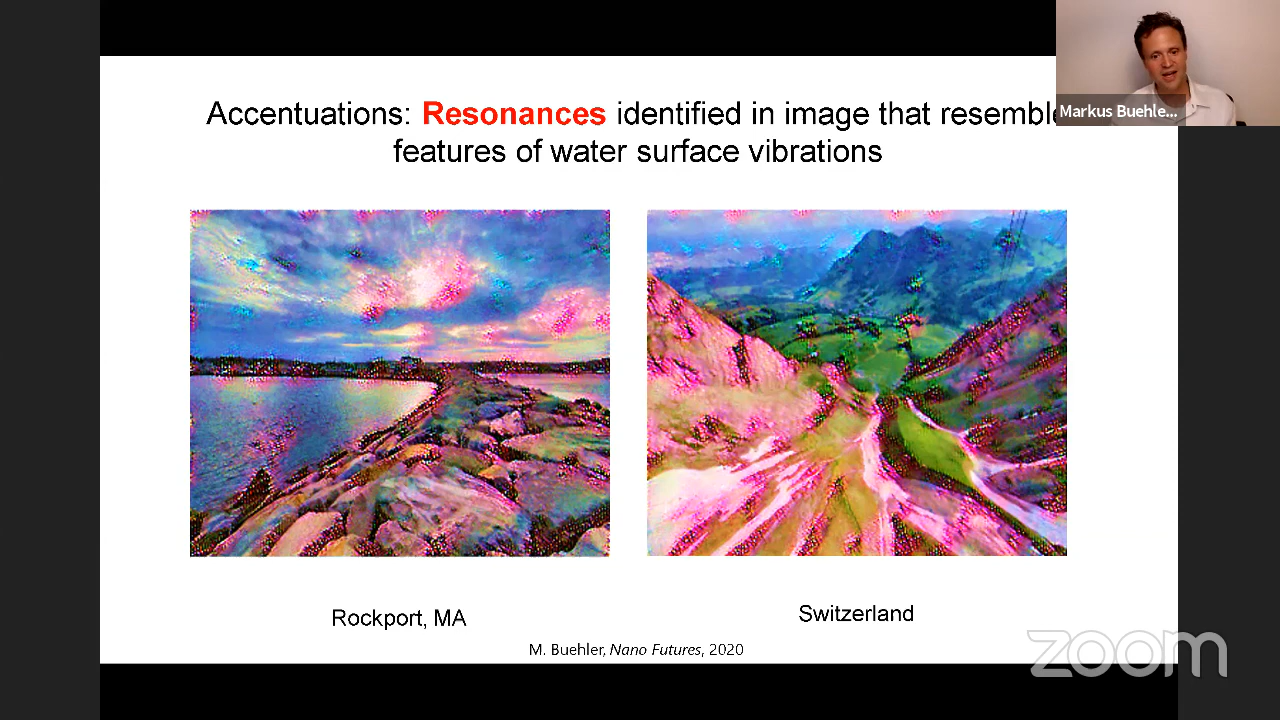 Accentuations: Resonances identified in image that resemble
features of water surface vibrations
Markus Buehle...
Rockport, MA
Switzerland
M. Buehler, Nano Futures, 2020
zoom